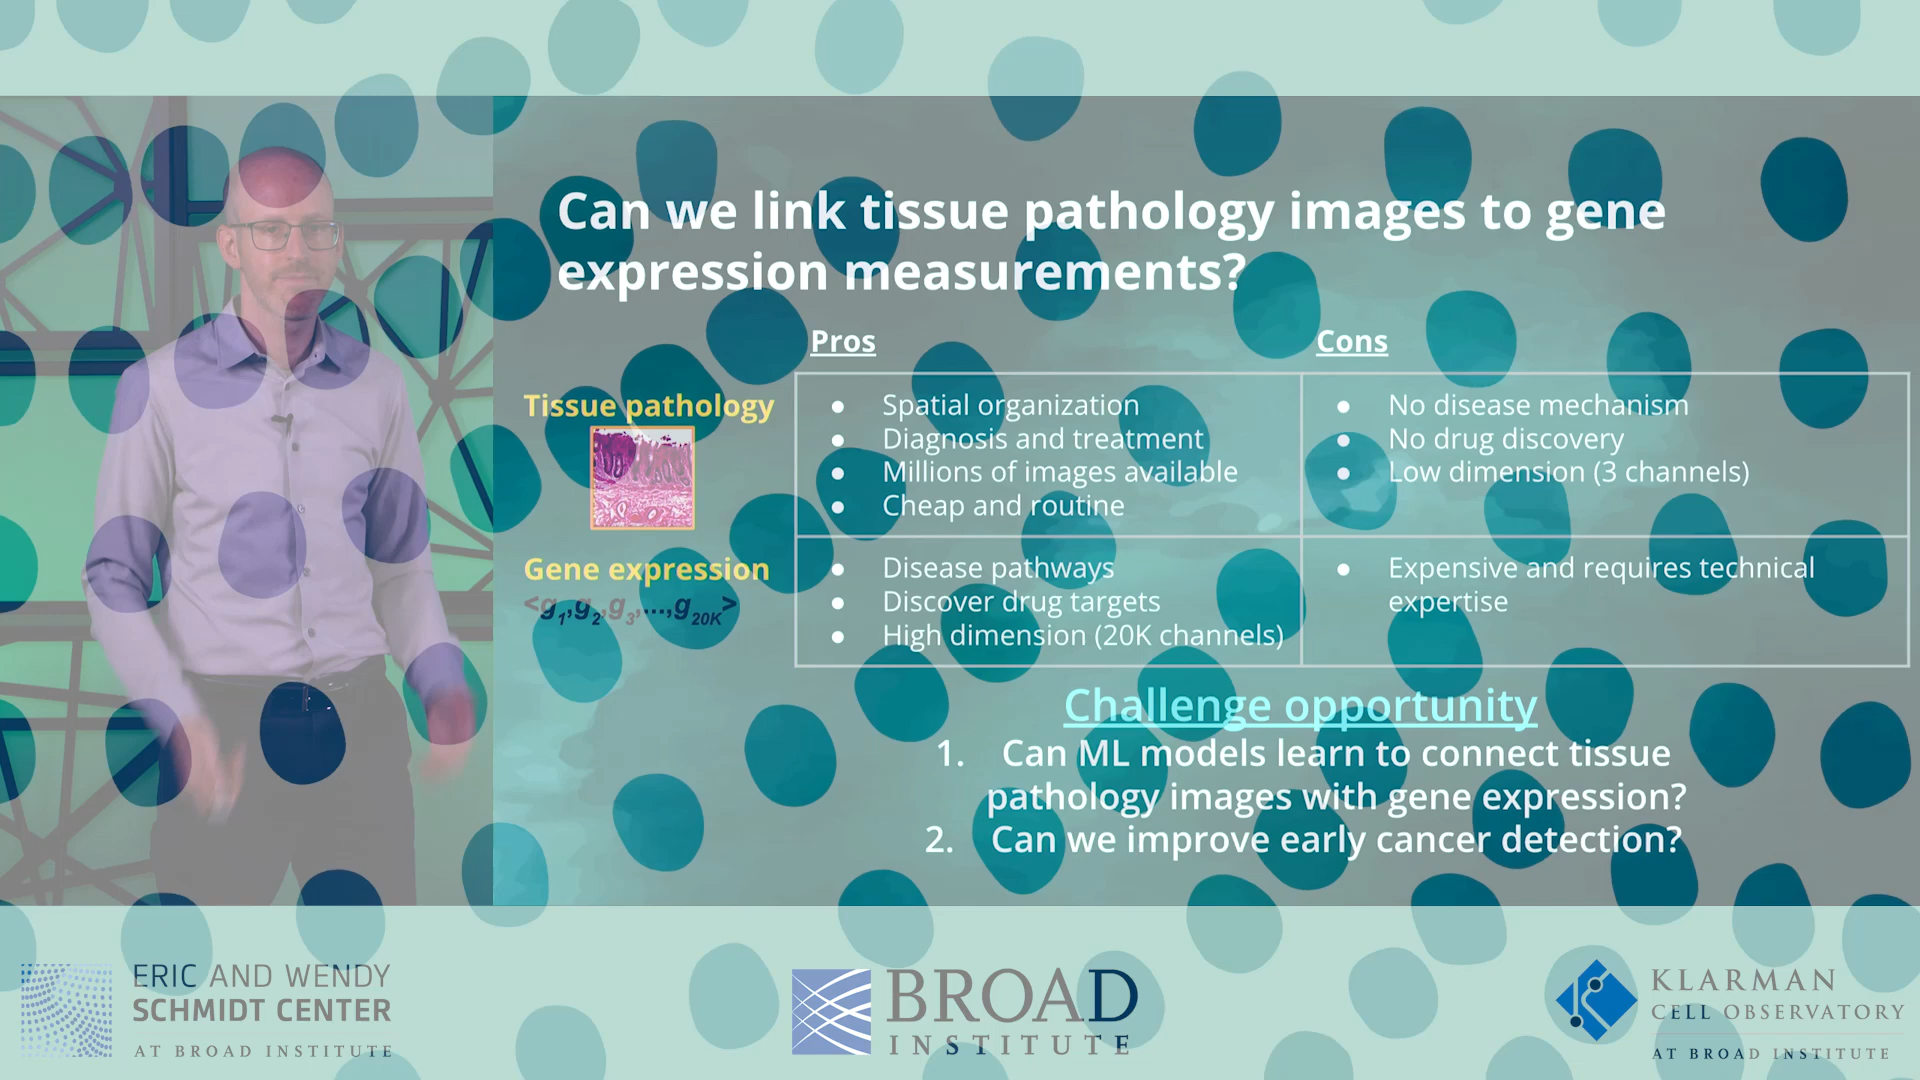 Can we link tissue pathology images to gene
expression measurements?
Pros
Cons
Tissue pathology
• Spatial organization
• Diagnosis and treatment
• Millions of images available
• Cheap and routine
• No disease mechanism
• No drug discovery
• Low dimension (3 channels)
Gene expression
<g1,g2,g3,...,g20K>
• Disease pathways
• Discover drug targets
• High dimension (20K channels)
• Expensive and requires technical
expertise
Challenge opportunity
1. Can ML models learn to connect tissue
pathology images with gene expression?
2. Can we improve early cancer detection?
ERIC AND WENDY
SCHMIDT CENTER
AT BROAD INSTITUTE
BROAD
INSTITUTE
KLARMAN
CELL OBSERVATORY
AT BROAD INSTITUTE